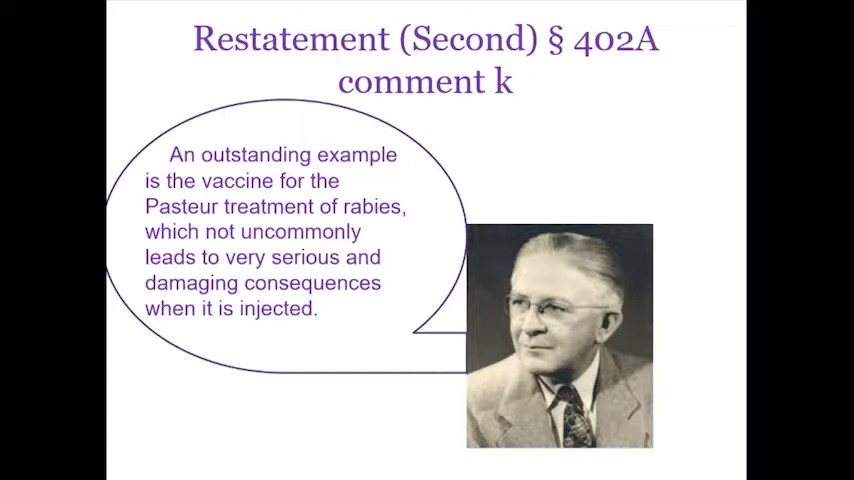 Restatement (Second) § 402A
comment k
An outstanding example
is the vaccine for the
Pasteur treatment of rabies,
which not uncommonly
leads to very serious and
damaging consequences
when it is injected.